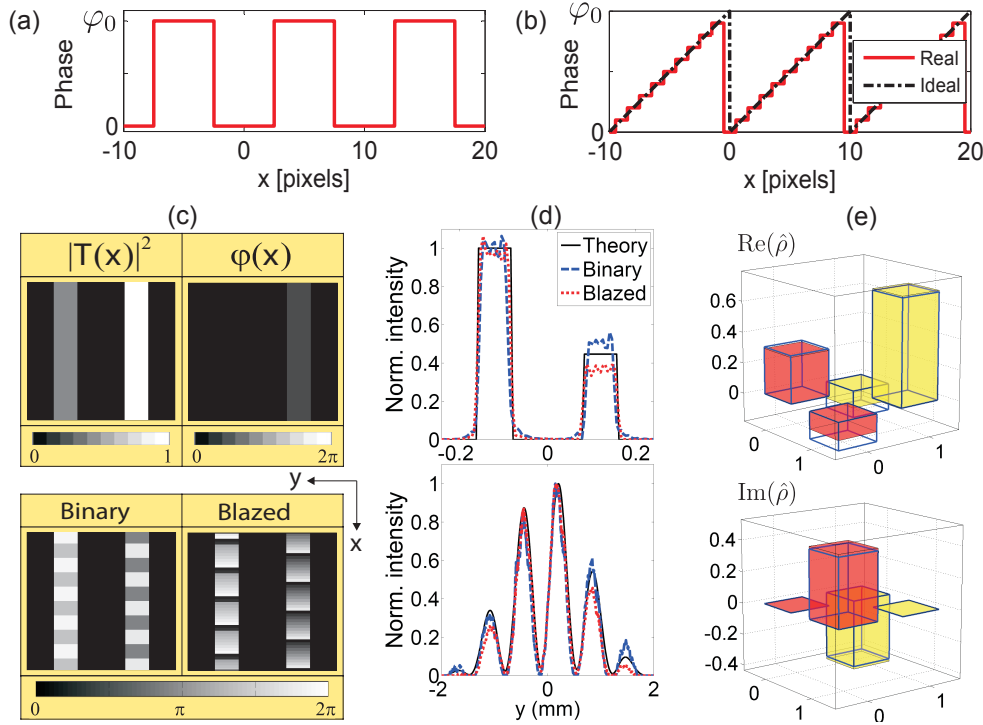 (a)
φ0
Phase
0
-10 0 10 20
x [pixels]
(b)
φ0
Phase
0
-10 0 10 20
x [pixels]
Real
Ideal
(c)
|T(x)|²
φ(x)
0 1
0 2π
y
x
Binary
Blazed
0 π 2π
(d)
Norm. intensity
1
0.8
0.6
0.4
0.2
0
-0.2 0 0.2
Theory
Binary
Blazed
Norm. intensity
1
0.8
0.6
0.4
0.2
0
-2 0 2
y (mm)
(e)
Re(ρ̂)
0.6
0.4
0.2
0
0 1
0 1
Im(ρ̂)
0.4
0.2
0
-0.2
-0.4
0 1
0 1